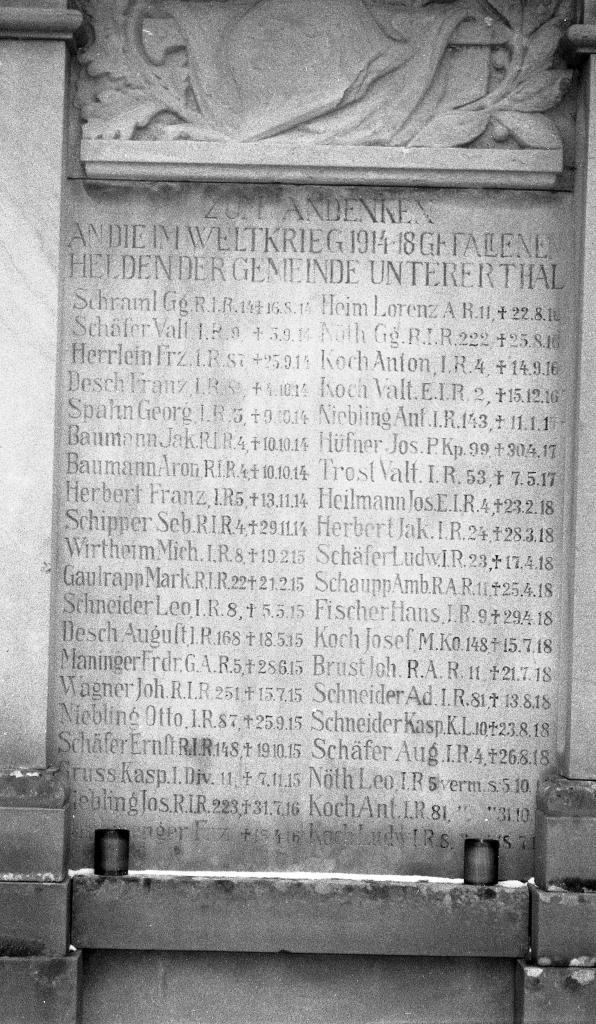 ZUM ANDENKEN
AN DIE IM WELTKRIEG 1914-18 GEFALLENEN
HELDEN DER GEMEINDE UNTERERTHAL
Schraml Gg. R.I.R. 14 + 16.8.14
Schäfer Valt. I.R. 9 + 3.9.14
Herrlein Frz. I.R. 87 + 25.9.14
Desch Franz, I.R. + 4.10.14
Spahn Georg, I.R. 5, + 9.10.14
Baumann Jak. R.I.R. 4, + 10.10.14
Baumann Aron R.I.R. 4, + 10.10.14
Herbert Franz, I.R 5, + 13.11.14
Schipper Seb. R.I.R. 4, + 29.11.14
Wirtheim Mich. I.R. 8, + 19.2.15
Gaulrapp Mark. R.I.R. 22 + 21.2.15
Schneider Leo I.R. 8, + 5.5.15
Desch August I.R. 168 + 18.5.15
Maninger Frdr. G.A.R. 5, + 28.6.15
Wagner Joh. R.I.R. 251 + 15.7.15
Niebling Otto, I.R. 87, + 25.9.15
Schäfer Ernst R.I.R 148, + 19.10.15
Gruss Kasp. I. Div. 11, + 7.11.15
Niebling Jos. R.I.R. 223, + 31.7.16
Frz. + 15.4.16
Heim Lorenz A.R. 11, + 22.8.16
Nöth Gg. R.I.R. 222, + 25.8.16
Koch Anton, I.R. 4, + 14.9.16
Koch Valt. E.I.R. 2, + 15.12.16
Niebling Ant. I.R. 143, + 11.1.17
Hüfner Jos. P.Kp. 99 + 30.4.17
Trost Valt. I.R. 53, + 7.5.17
Heilmann Jos. E.I.R. 4, + 23.2.18
Herbert Jak. I.R. 24, + 28.3.18
Schäfer Ludw. I.R. 23, + 17.4.18
Schaupp Amb. R.A.R. 11, + 25.4.18
Fischer Hans, I.R. 9, + 29.4.18
Koch Josef, M.Ko. 148 + 15.7.18
Brust Joh. R.A.R. 11 + 21.7.18
Schneider Ad. I.R. 81, + 13.8.18
Schneider Kasp. K.L. 10 + 23.8.18
Schäfer Aug. I.R. 4, + 26.8.18
Nöth Leo, I.R 5 verm. s. 5.10.
Koch Ant. I.R 81, " " 31.10.
Koch Ludw. I.R 8,